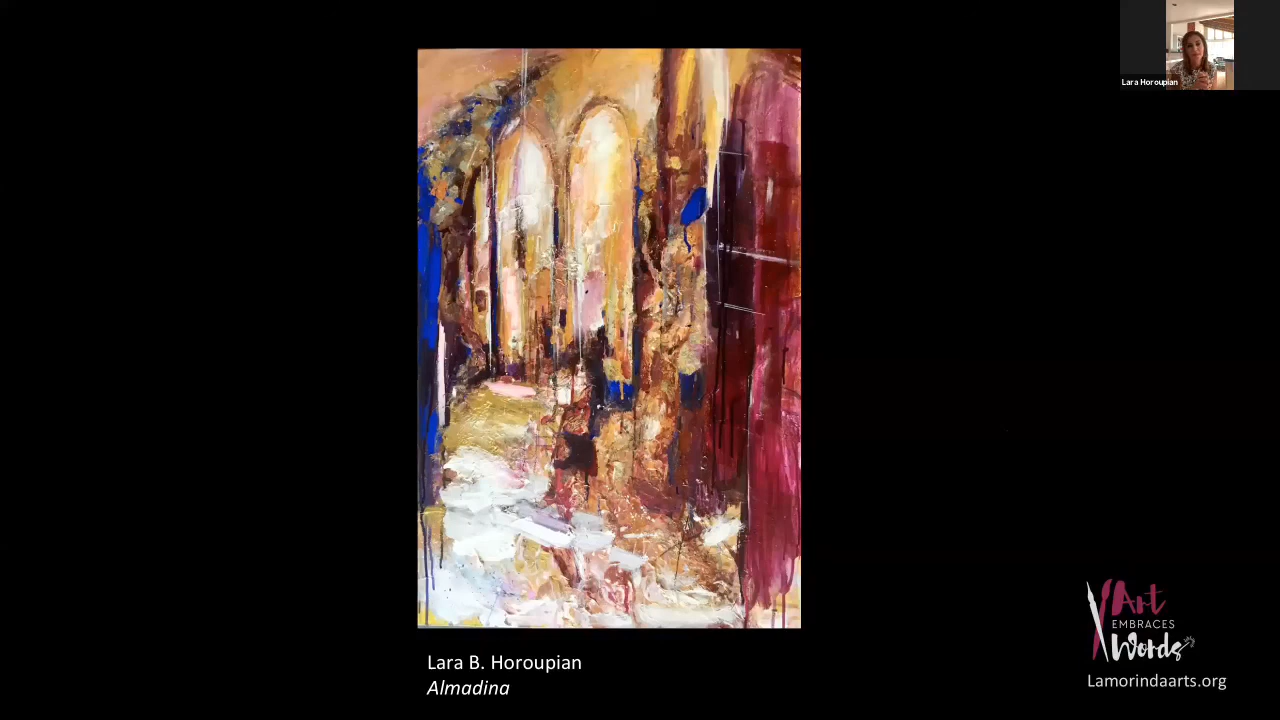 Lara Horoupian
Lara B. Horoupian
Almadina
Art
EMBRACES
Words
Lamorindaarts.org